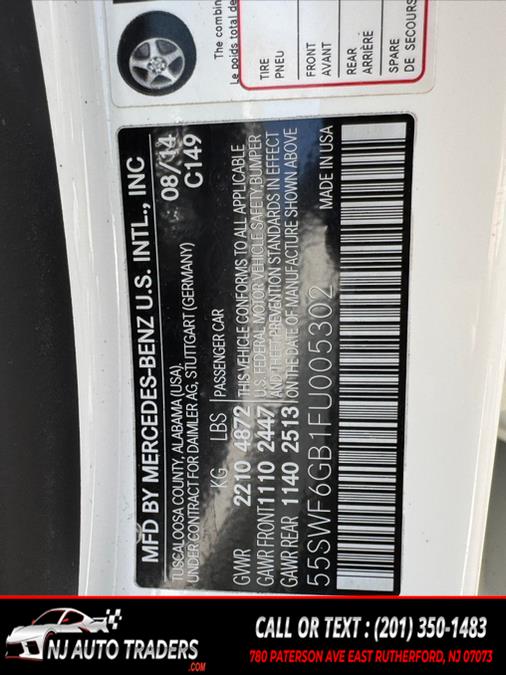 The combin
Le poids total des
TIRE
PNEU
FRONT
AVANT
REAR
ARRIÈRE
SPARE
DE SECOURS
MFD BY MERCEDES-BENZ U.S. INTL., INC
TUSCALOOSA COUNTY, ALABAMA (USA), 08/14
UNDER CONTRACT FOR DAIMLER AG, STUTTGART (GERMANY) C149
KG LBS PASSENGER CAR
GVWR 2210 4872 THIS VEHICLE CONFORMS TO ALL APPLICABLE
GAWR FRONT 1110 2447 U.S. FEDERAL MOTOR VEHICLE SAFETY, BUMPER
AND THEFT PREVENTION STANDARDS IN EFFECT
GAWR REAR 1140 2513 ON THE DATE OF MANUFACTURE SHOWN ABOVE
55SWF6GB1FU005302 MADE IN USA
NJ AUTO TRADERS
.COM
CALL OR TEXT : (201) 350-1483
780 PATERSON AVE EAST RUTHERFORD, NJ 07073